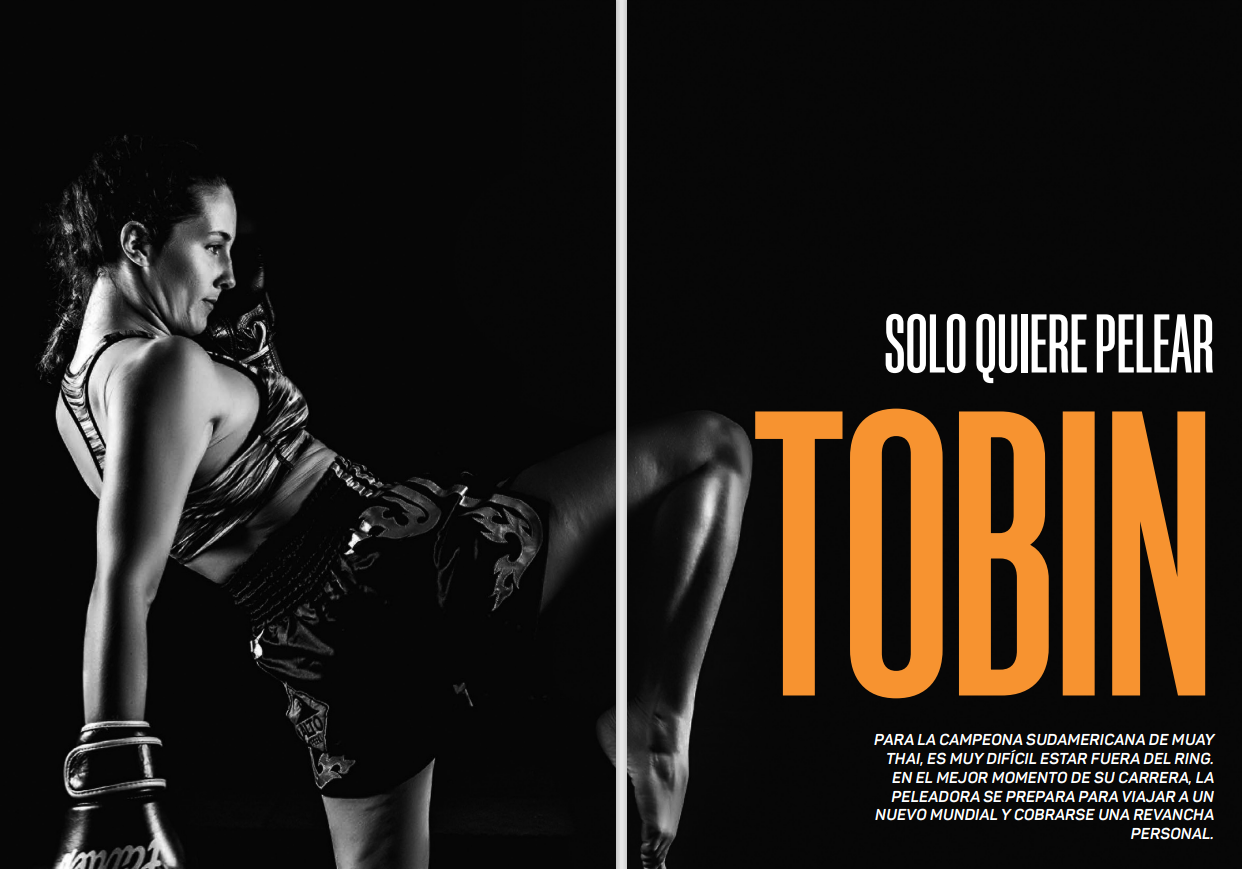 SOLO QUIERE PELEAR
TOBIN
PARA LA CAMPEONA SUDAMERICANA DE MUAY
THAI, ES MUY DIFÍCIL ESTAR FUERA DEL RING.
EN EL MEJOR MOMENTO DE SU CARRERA, LA
PELEADORA SE PREPARA PARA VIAJAR A UN
NUEVO MUNDIAL Y COBRARSE UNA REVANCHA
PERSONAL.